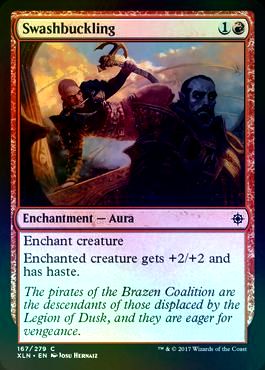 Swashbuckling 1
Enchantment — Aura
Enchant creature
Enchanted creature gets +2/+2 and
has haste.
The pirates of the Brazen Coalition are
the descendants of those displaced by the
Legion of Dusk, and they are eager for
vengeance.
167/279 C
XLN • EN Josu Hernaiz
™ & © 2017 Wizards of the Coast